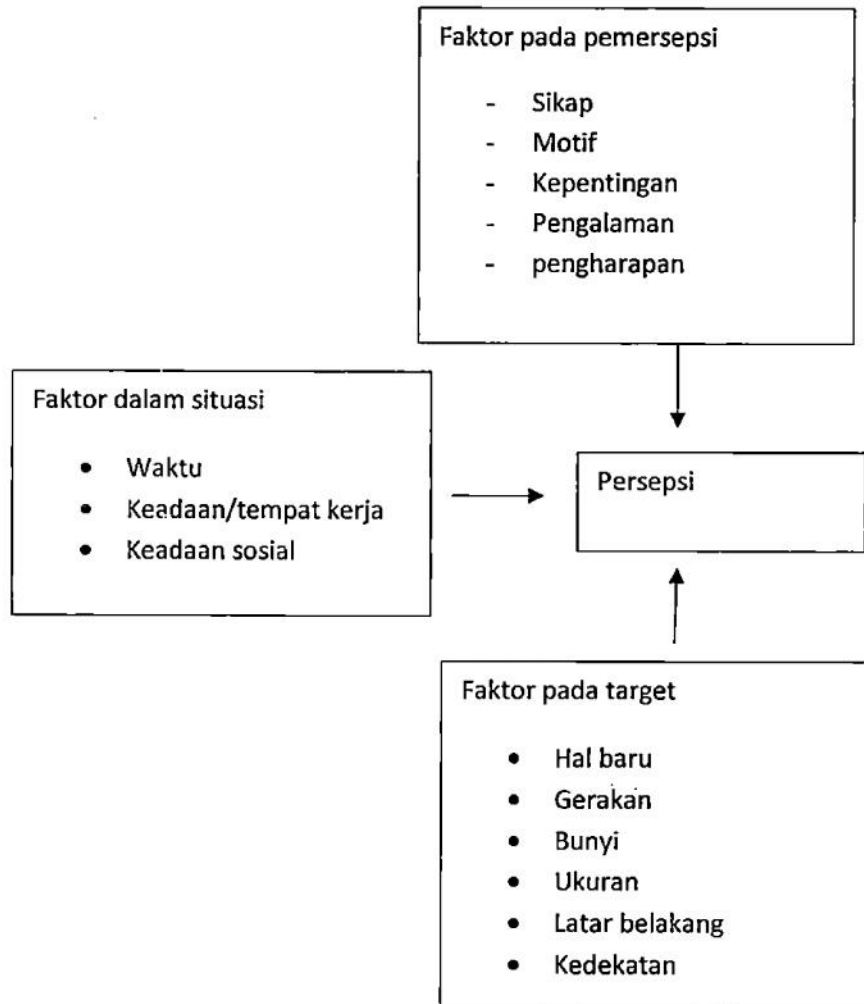 Faktor pada pemersepsi
- Sikap
- Motif
- Kepentingan
- Pengalaman
- pengharapan
Faktor dalam situasi
• Waktu
• Keadaan/tempat kerja
• Keadaan sosial
Persepsi
Faktor pada target
• Hal baru
• Gerakan
• Bunyi
• Ukuran
• Latar belakang
• Kedekatan